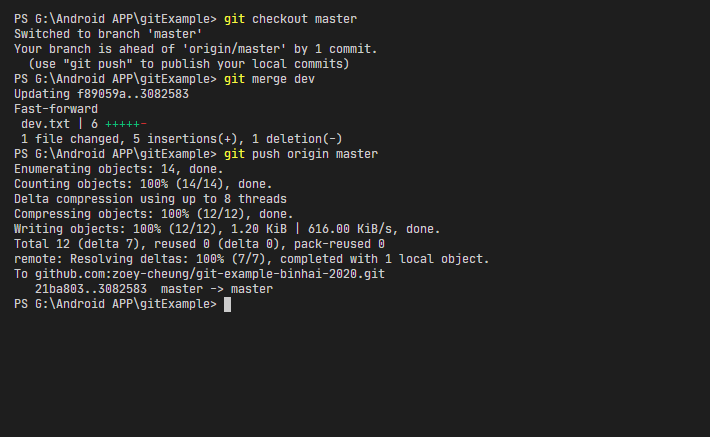 PS G:\Android APP\gitExample> git checkout master
Switched to branch 'master'
Your branch is ahead of 'origin/master' by 1 commit.
  (use "git push" to publish your local commits)
PS G:\Android APP\gitExample> git merge dev
Updating f89059a..3082583
Fast-forward
 dev.txt | 6 +++++-
 1 file changed, 5 insertions(+), 1 deletion(-)
PS G:\Android APP\gitExample> git push origin master
Enumerating objects: 14, done.
Counting objects: 100% (14/14), done.
Delta compression using up to 8 threads
Compressing objects: 100% (12/12), done.
Writing objects: 100% (12/12), 1.20 KiB | 616.00 KiB/s, done.
Total 12 (delta 7), reused 0 (delta 0), pack-reused 0
remote: Resolving deltas: 100% (7/7), completed with 1 local object.
To github.com:zoey-cheung/git-example-binhai-2020.git
   21ba803..3082583  master -> master
PS G:\Android APP\gitExample>